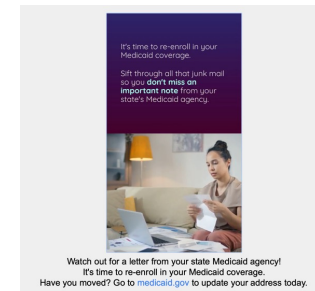 It's time to re-enroll in your
Medicaid coverage.
Sift through all that junk mail
so you don't miss an
important note from your
state's Medicaid agency.
Watch out for a letter from your state Medicaid agency!
It's time to re-enroll in your Medicaid coverage.
Have you moved? Go to medicaid.gov to update your address today.